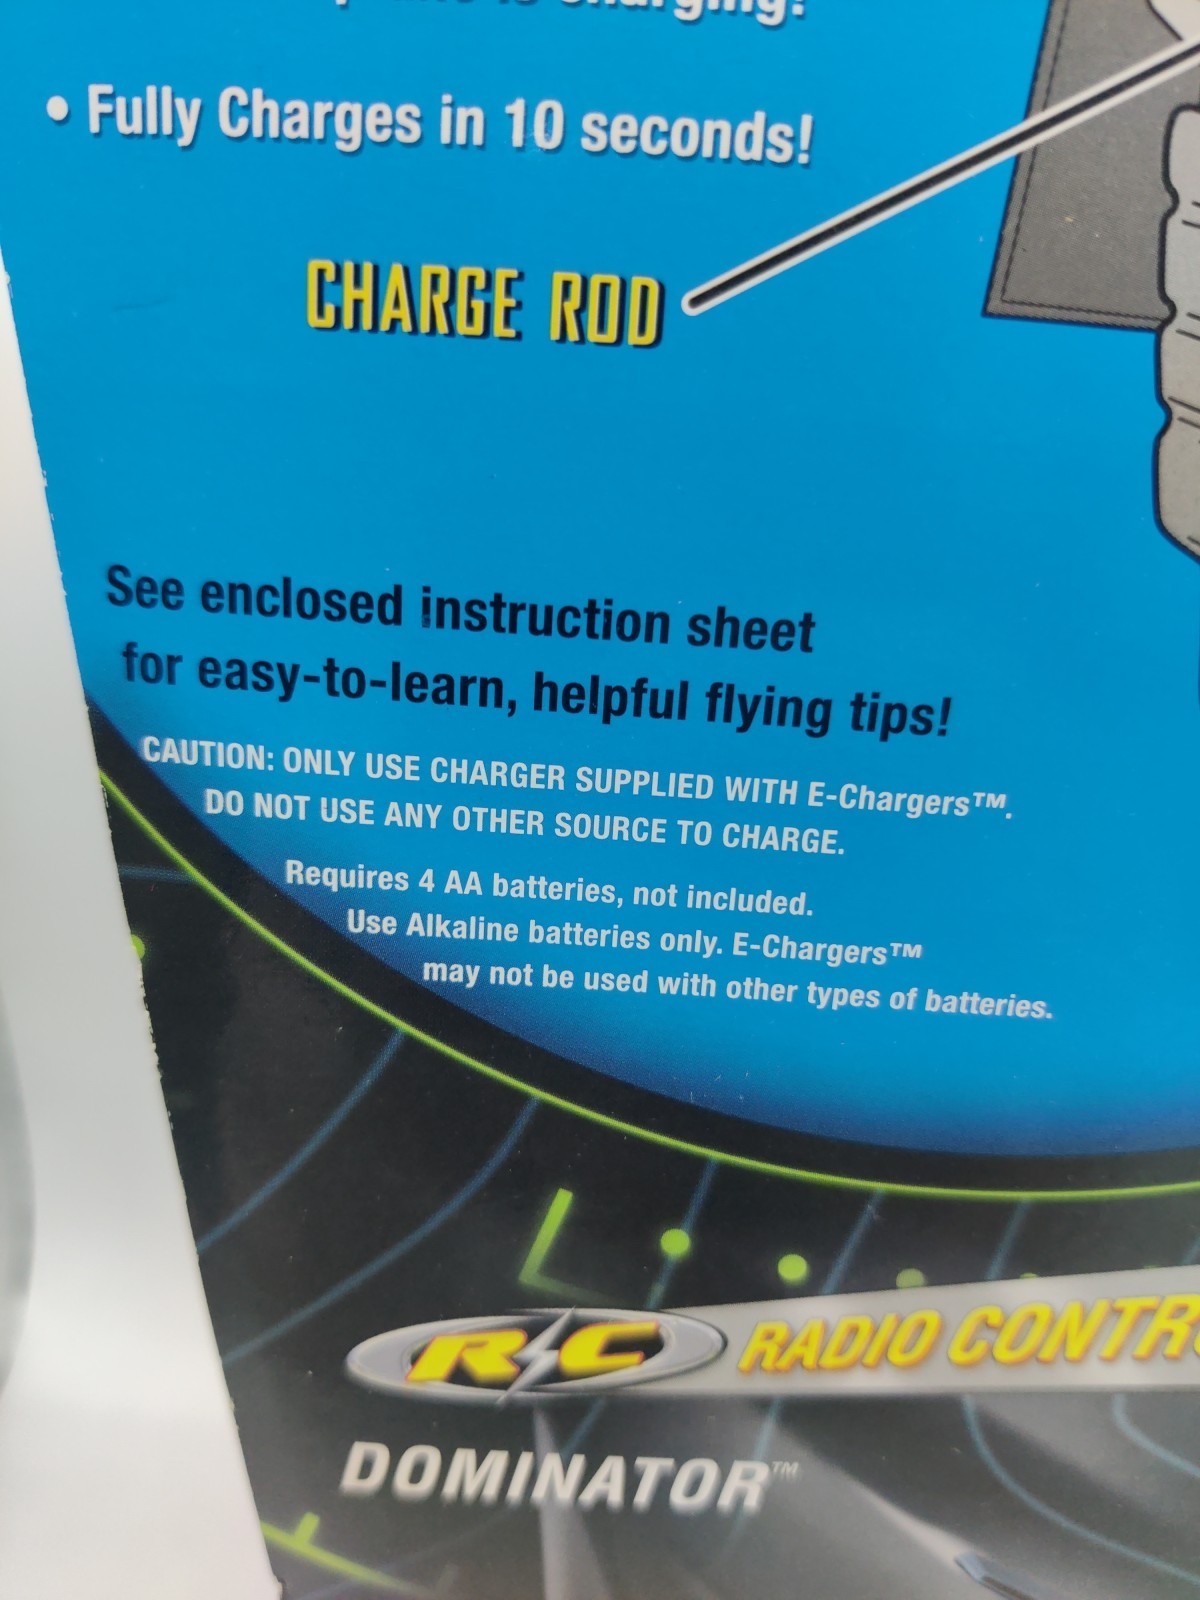 charging!
• Fully Charges in 10 seconds!
CHARGE ROD
See enclosed instruction sheet
for easy-to-learn, helpful flying tips!
CAUTION: ONLY USE CHARGER SUPPLIED WITH E-Chargers™.
DO NOT USE ANY OTHER SOURCE TO CHARGE.
Requires 4 AA batteries, not included.
Use Alkaline batteries only. E-Chargers™
may not be used with other types of batteries.
RC RADIO
DOMINATOR™